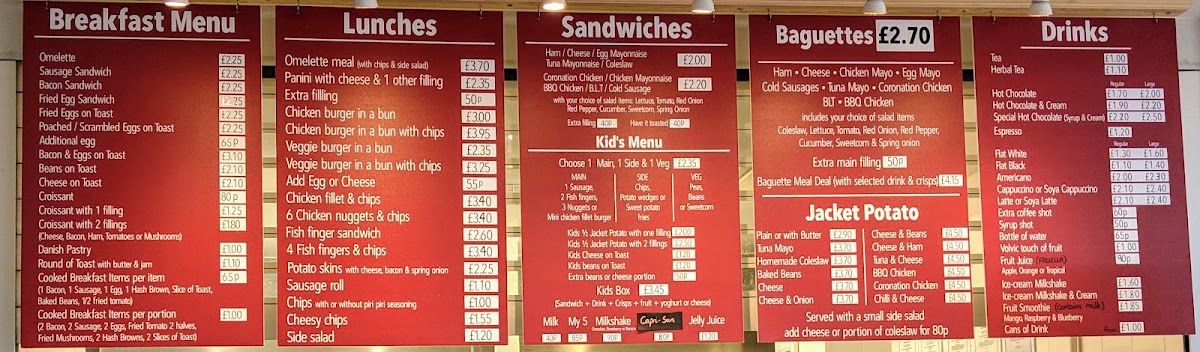 Breakfast Menu
Omelette £2.25
Sausage Sandwich £2.25
Bacon Sandwich £2.25
Fried Egg Sandwich £2.25
Fried Eggs on Toast £2.25
Poached / Scrambled Eggs on Toast £2.25
Additional egg 65p
Bacon & Eggs on Toast £3.10
Beans on Toast £2.10
Cheese on Toast £2.10
Croissant 80p
Croissant with 1 filling £1.25
Croissant with 2 fillings £1.80
(Cheese, Bacon, Ham, Tomatoes or Mushrooms)
Danish Pastry £1.00
Round of Toast with butter & jam £1.10
Cooked Breakfast Items per item 65p
(1 Bacon, 1 Sausage, 1 Egg, 1 Hash Brown, Slice of Toast,
Baked Beans, 1/2 fried tomato)
Cooked Breakfast Items per portion £1.00
(2 Bacon, 2 Sausage, 2 Eggs, Fried Tomato 2 halves,
Fried Mushrooms, 2 Hash Browns, 2 Slices of Toast)
Lunches
Omelette meal (with chips & side salad) £3.70
Panini with cheese & 1 other filling £2.35
Extra fillling 50p
Chicken burger in a bun £3.00
Chicken burger in a bun with chips £3.95
Veggie burger in a bun £2.35
Veggie burger in a bun with chips £3.25
Add Egg or Cheese 55p
Chicken fillet & chips £3.40
6 Chicken nuggets & chips £3.40
Fish finger sandwich £2.60
4 Fish fingers & chips £3.40
Potato skins with cheese, bacon & spring onion £2.25
Sausage roll £1.10
Chips with or without piri piri seasoning £1.00
Cheesy chips £1.55
Side salad £1.20
Sandwiches
Ham / Cheese / Egg Mayonnaise
Tuna Mayonnaise / Coleslaw £2.00
Coronation Chicken / Chicken Mayonnaise
BBQ Chicken / B.L.T / Cold Sausage £2.20
with your choice of salad items: Lettuce, Tomato, Red Onion
Red Pepper, Cucumber, Sweetcorn, Spring Onion
Extra filling 40p Have it toasted 40p
Kid's Menu
Choose 1 Main, 1 Side & 1 Veg £2.35
MAIN SIDE VEG
1 Sausage, Chips, Peas,
2 Fish fingers, Potato wedges or Beans
3 Nuggets or Sweet potato or Sweetcorn
Mini chicken fillet burger fries
Kids ½ Jacket Potato with one filling £2.00
Kids ½ Jacket Potato with 2 fillings £2.50
Kids Cheese on Toast £1.20
Kids beans on Toast £1.20
Extra beans or cheese portion 50p
Kids Box £3.45
(Sandwich + Drink + Crisps + fruit + yoghurt or cheese)
Milk My 5 Milkshake Capri-Sun Jelly Juice
40p 85p 90p 80p £1.20
Baguettes £2.70
Ham • Cheese • Chicken Mayo • Egg Mayo
Cold Sausages • Tuna Mayo • Coronation Chicken
BLT • BBQ Chicken
includes your choice of salad items
Coleslaw, Lettuce, Tomato, Red Onion, Red Pepper,
Cucumber, Sweetcorn & Spring onion
Extra main filling 50p
Baguette Meal Deal (with selected drink & crisps) £4.15
Jacket Potato
Plain or with Butter £2.90 Cheese & Beans £4.50
Tuna Mayo £3.70 Cheese & Ham £4.50
Homemade Coleslaw £3.70 Tuna & Cheese £4.50
Baked Beans £3.70 BBQ Chicken £4.50
Cheese £3.70 Coronation Chicken £4.50
Cheese & Onion £3.70 Chilli & Cheese £4.50
Served with a small side salad
add cheese or portion of coleslaw for 80p
Drinks
Tea £1.00
Herbal Tea £1.10
Regular Large
Hot Chocolate £1.70 £2.00
Hot Chocolate & Cream £1.90 £2.20
Special Hot Chocolate (Syrup & Cream) £2.20 £2.50
Espresso £1.20
Regular Large
Flat White £1.30 £1.60
Flat Black £1.10 £1.40
Americano £2.00 £2.30
Cappuccino or Soya Cappuccino £2.10 £2.40
Latte or Soya Latte £2.10 £2.40
Extra coffee shot 60p
Syrup shot 50p
Bottle of water 65p
Volvic touch of fruit £1.00
Fruit Juice 90p
Apple, Orange or Tropical
Ice-cream Milkshake £1.60
Ice-cream Milkshake & Cream £1.80
Fruit Smoothie (contains milk) £1.85
Mango, Raspberry & Blueberry
Cans of Drink from £1.00